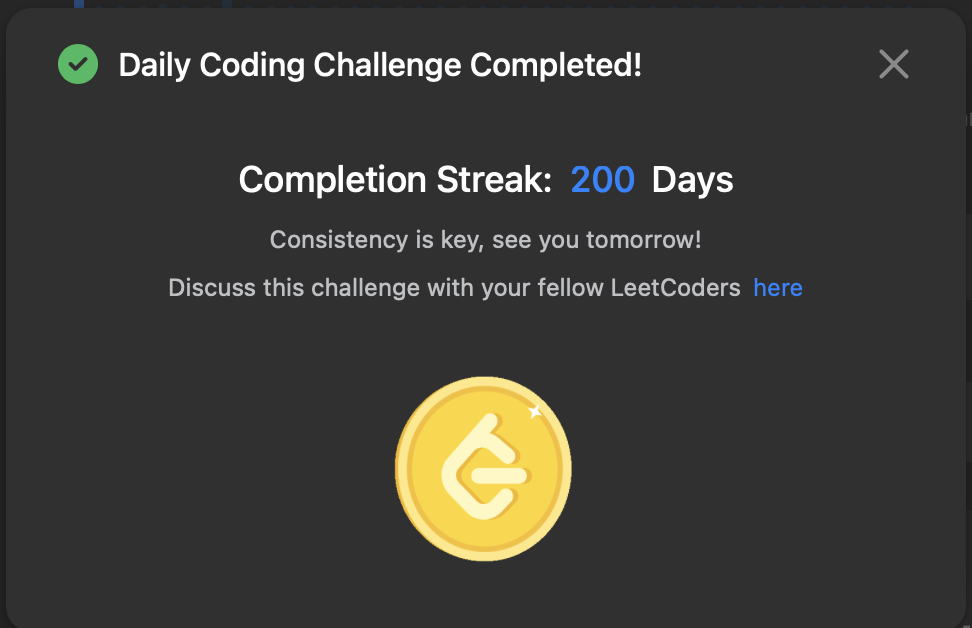 Daily Coding Challenge Completed!
Completion Streak: 200 Days
Consistency is key, see you tomorrow!
Discuss this challenge with your fellow LeetCoders here